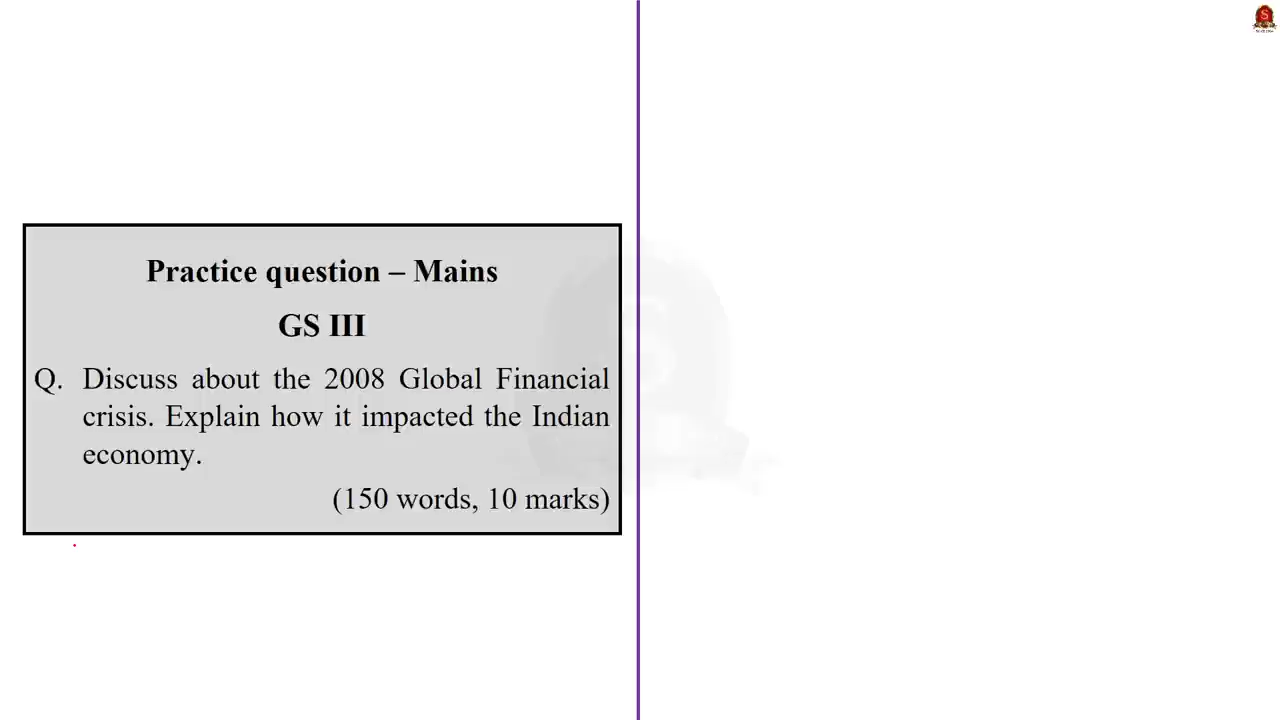 Practice question – Mains
GS III
Q. Discuss about the 2008 Global Financial
crisis. Explain how it impacted the Indian
economy.
(150 words, 10 marks)